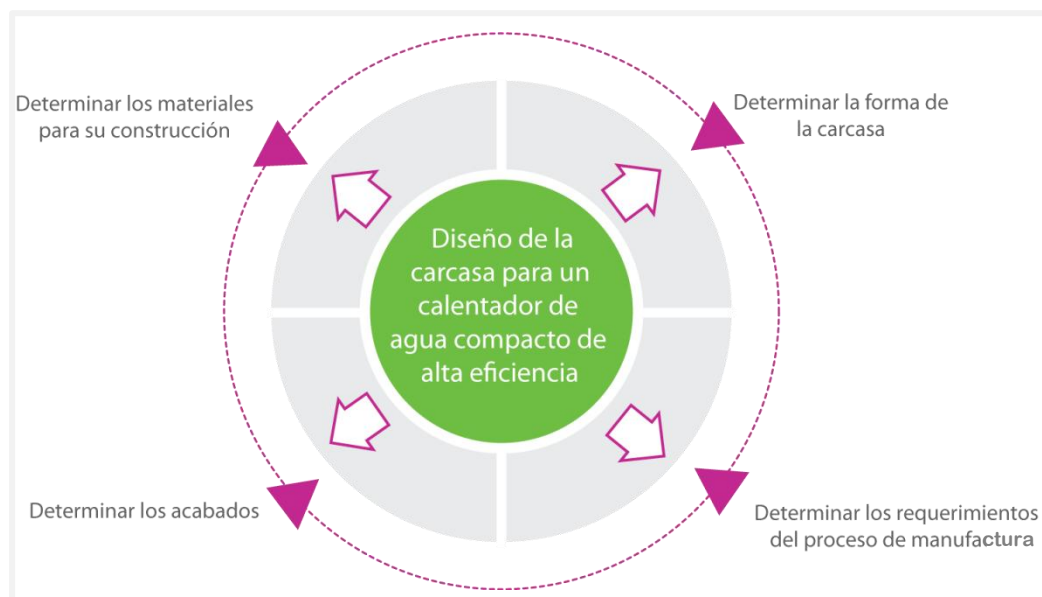 Determinar los materiales
para su construcción
Determinar la forma de
la carcasa
Diseño de la
carcasa para un
calentador de
agua compacto de
alta eficiencia
Determinar los acabados
Determinar los requerimientos
del proceso de manufactura